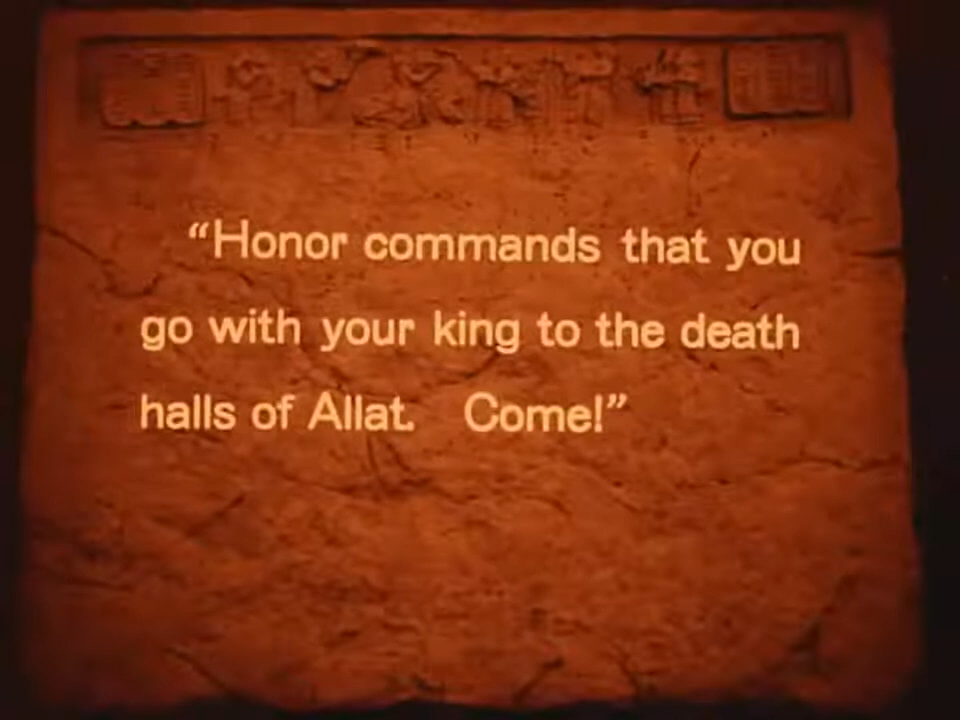 “Honor commands that you
go with your king to the death
halls of Allat. Come!”